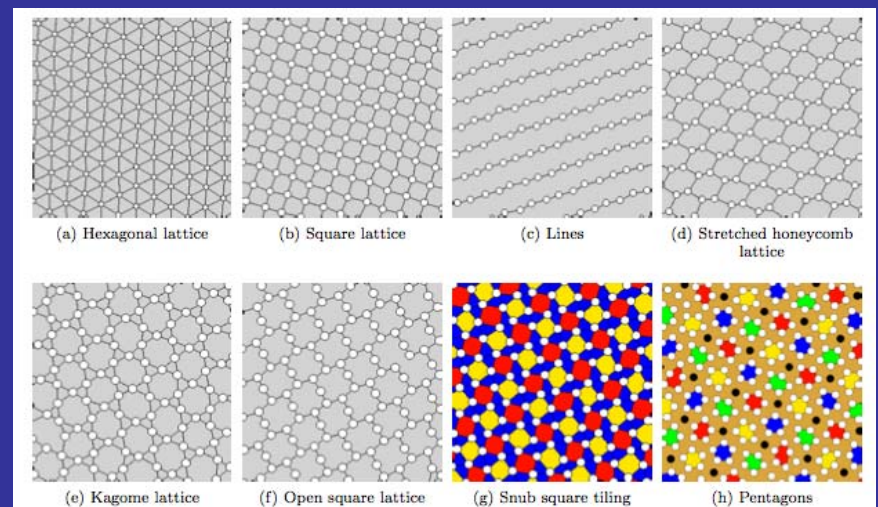 (a) Hexagonal lattice
(b) Square lattice
(c) Lines
(d) Stretched honeycomb
lattice
(e) Kagome lattice
(f) Open square lattice
(g) Snub square tiling
(h) Pentagons